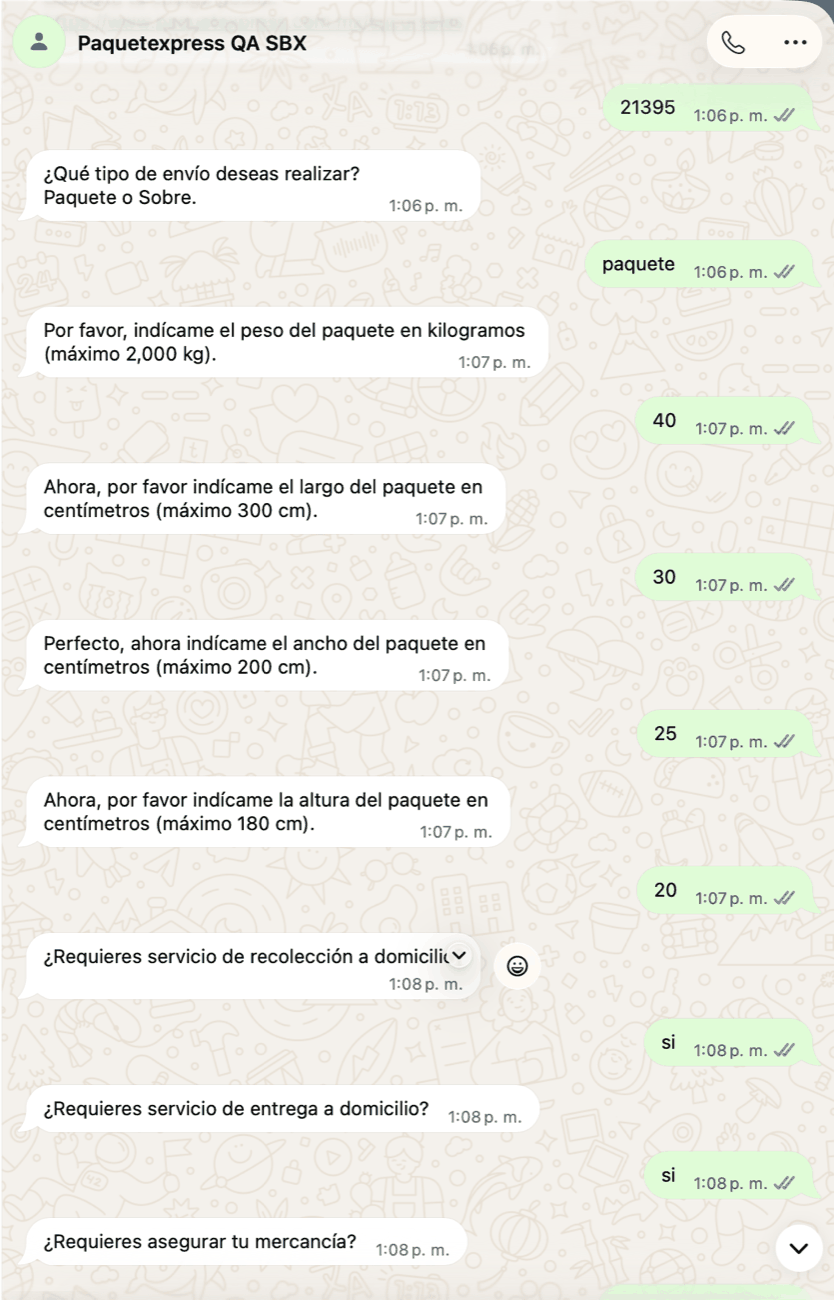 Paquetexpress QA SBX
21395
1:06 p. m.
¿Qué tipo de envío deseas realizar?
Paquete o Sobre.
1:06 p. m.
paquete
1:06 p. m.
Por favor, indícame el peso del paquete en kilogramos
(máximo 2,000 kg).
1:07 p. m.
40
1:07 p. m.
Ahora, por favor indícame el largo del paquete en
centímetros (máximo 300 cm).
1:07 p. m.
30
1:07 p. m.
Perfecto, ahora indícame el ancho del paquete en
centímetros (máximo 200 cm).
1:07 p. m.
25
1:07 p. m.
Ahora, por favor indícame la altura del paquete en
centímetros (máximo 180 cm).
1:07 p. m.
20
1:07 p. m.
¿Requieres servicio de recolección a
1:08 p. m.
si
1:08 p. m.
¿Requieres servicio de entrega a domicilio?
1:08 p. m.
si
1:08 p. m.
¿Requieres asegurar tu mercancía?
1:08 p. m.